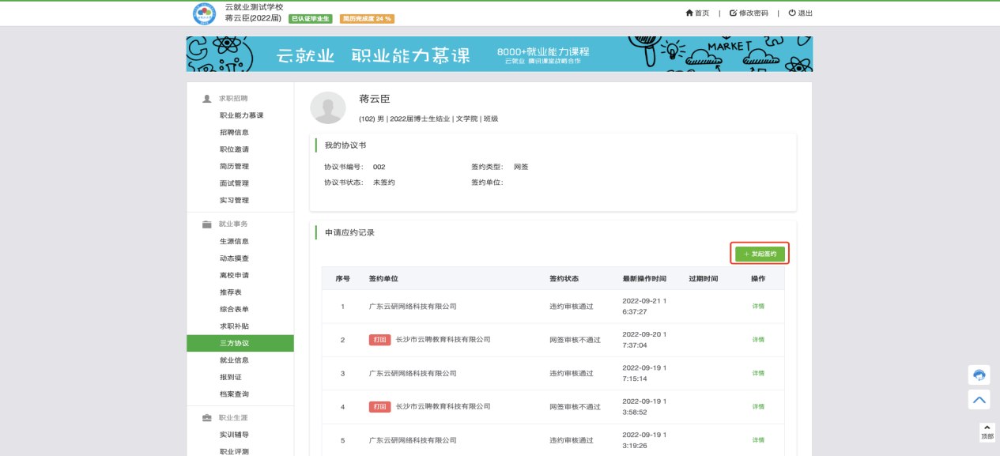 云就业测试学校
蒋云臣(2022届) 已认证毕业生 简历完成度 24 %
首页 | 修改密码 | 退出
云就业 职业能力慕课
8000+就业能力课程
云就业 腾讯课堂战略合作
MARKET
求职招聘
职业能力慕课
招聘信息
职位邀请
简历管理
面试管理
实习管理
就业事务
生源信息
动态摸查
离校申请
推荐表
综合表单
求职补贴
三方协议
就业信息
报到证
档案查询
职业生涯
实训辅导
职业评测
蒋云臣
(102) 男 | 2022届博士生结业 | 文学院 | 班级
我的协议书
协议书编号: 002 签约类型: 网签
协议书状态: 未签约 签约单位:
申请应约记录
+ 发起签约
序号 签约单位 签约状态 最新操作时间 过期时间 操作
1 广东云研网络科技有限公司 违约审核通过 2022-09-21 1
6:37:27 详情
2 打回 长沙市云聘教育科技有限公司 网签审核不通过 2022-09-20 1
7:37:04 详情
3 广东云研网络科技有限公司 违约审核通过 2022-09-19 1
7:15:14 详情
4 打回 长沙市云聘教育科技有限公司 网签审核不通过 2022-09-19 1
3:58:52 详情
5 广东云研网络科技有限公司 违约审核通过 2022-09-19 1
3:19:26 详情
顶部